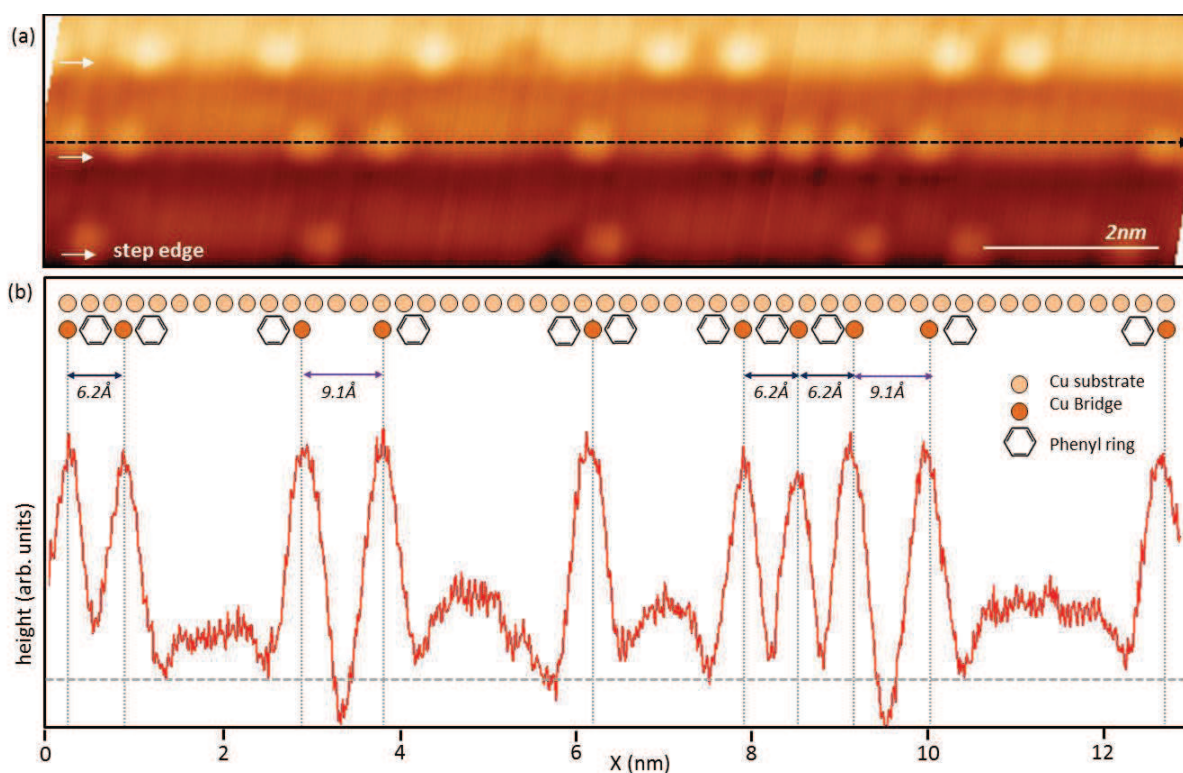 (a)
2nm
step edge
(b)
6.2Å
9.1Å
6.2Å
6.2Å
9.1Å
Cu substrate
Cu Bridge
Phenyl ring
height (arb. units)
0
2
4
6
8
10
12
X (nm)